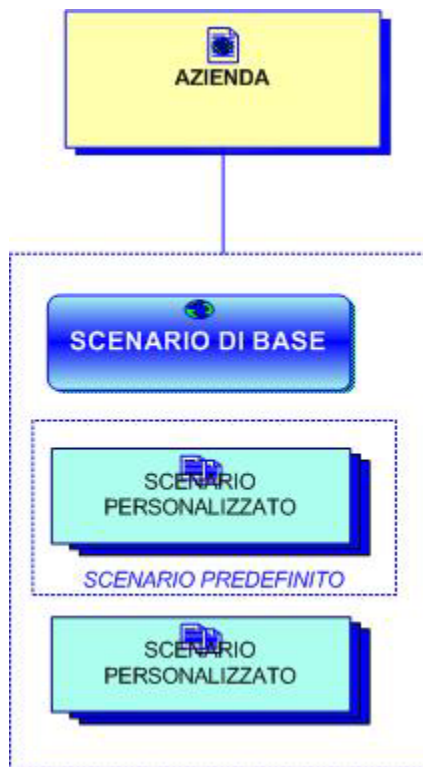 AZIENDA
SCENARIO DI BASE
SCENARIO
PERSONALIZZATO
SCENARIO PREDEFINITO
SCENARIO
PERSONALIZZATO